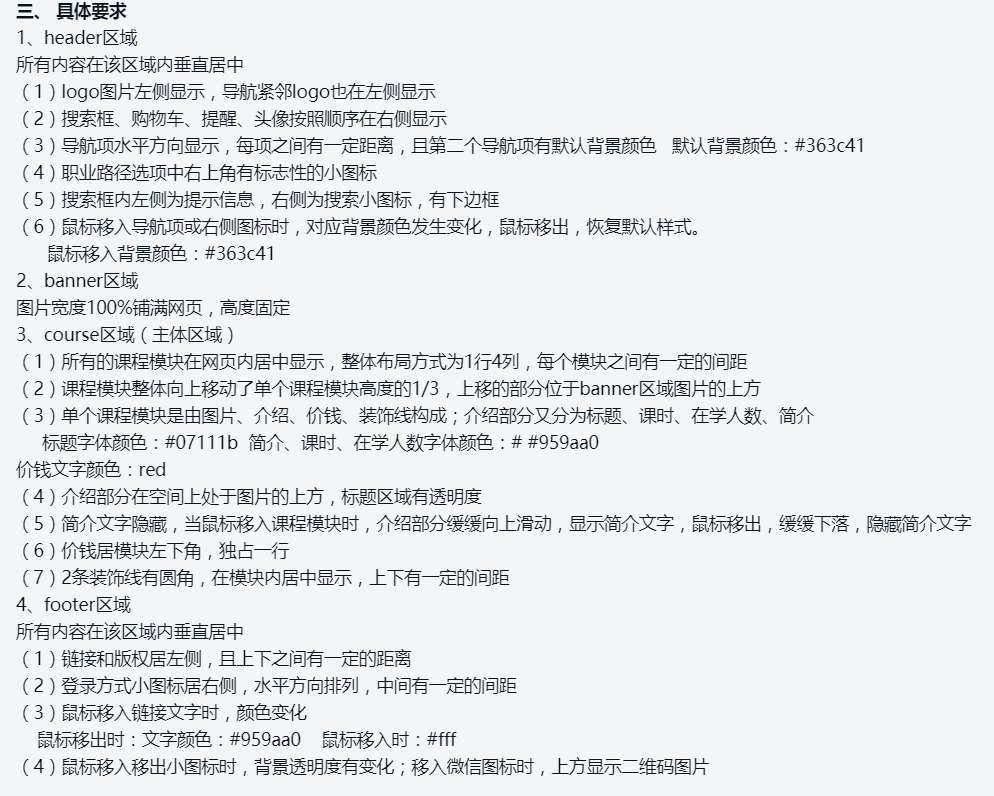 三、 具体要求
1、header区域
所有内容在该区域内垂直居中
（1）logo图片左侧显示，导航紧邻logo也在左侧显示
（2）搜索框、购物车、提醒、头像按照顺序在右侧显示
（3）导航项水平方向显示，每项之间有一定距离，且第二个导航项有默认背景颜色 默认背景颜色：#363c41
（4）职业路径选项中右上角有标志性的小图标
（5）搜索框内左侧为提示信息，右侧为搜索小图标，有下边框
（6）鼠标移入导航项或右侧图标时，对应背景颜色发生变化，鼠标移出，恢复默认样式。
鼠标移入背景颜色：#363c41
2、banner区域
图片宽度100%铺满网页，高度固定
3、course区域（主体区域）
（1）所有的课程模块在网页内居中显示，整体布局方式为1行4列，每个模块之间有一定的间距
（2）课程模块整体向上移动了单个课程模块高度的1/3，上移的部分位于banner区域图片的上方
（3）单个课程模块是由图片、介绍、价钱、装饰线构成；介绍部分又分为标题、课时、在学人数、简介
标题字体颜色：#07111b 简介、课时、在学人数字体颜色：# #959aa0
价钱文字颜色：red
（4）介绍部分在空间上处于图片的上方，标题区域有透明度
（5）简介文字隐藏，当鼠标移入课程模块时，介绍部分缓缓向上滑动，显示简介文字，鼠标移出，缓缓下落，隐藏简介文字
（6）价钱居模块左下角，独占一行
（7）2条装饰线有圆角，在模块内居中显示，上下有一定的间距
4、footer区域
所有内容在该区域内垂直居中
（1）链接和版权居左侧，且上下之间有一定的距离
（2）登录方式小图标居右侧，水平方向排列，中间有一定的间距
（3）鼠标移入链接文字时，颜色变化
鼠标移出时：文字颜色：#959aa0 鼠标移入时：#fff
（4）鼠标移入移出小图标时，背景透明度有变化；移入微信图标时，上方显示二维码图片